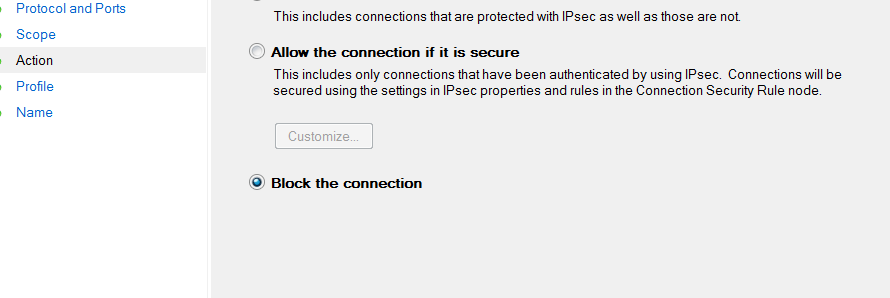 Protocol and Ports
This includes connections that are protected with IPsec as well as those are not.
Scope
Allow the connection if it is secure
Action
This includes only connections that have been authenticated by using IPsec.  Connections will be
secured using the settings in IPsec properties and rules in the Connection Security Rule node.
Profile
Name
Customize...
Block the connection